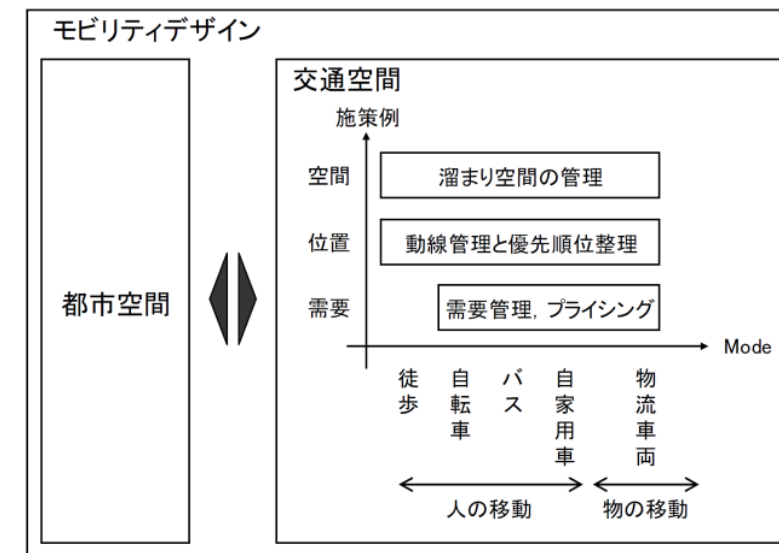 モビリティデザイン
都市空間
交通空間
施策例
空間
溜まり空間の管理
位置
動線管理と優先順位整理
需要
需要管理，プライシング
Mode
徒歩
自転車
バス
自家用車
物流車両
人の移動
物の移動